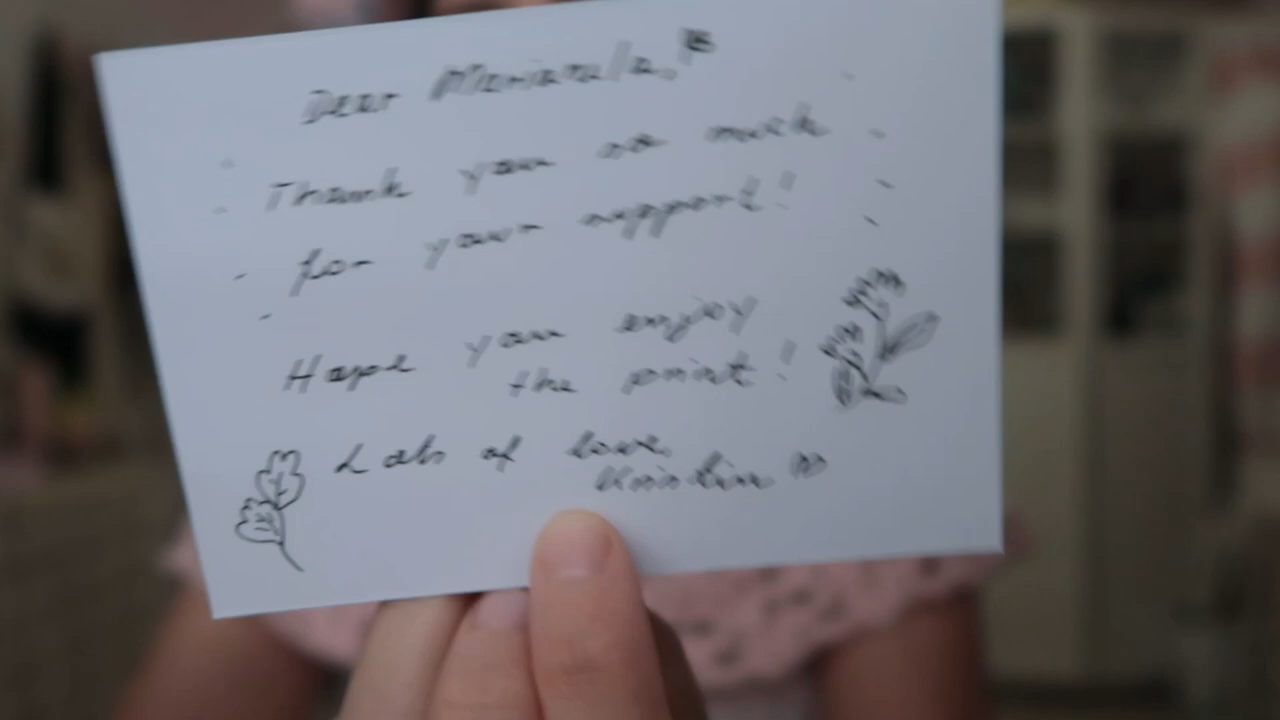 Dear
Thank you so much
for your support!
Hope you enjoy
the print!
Lots of love,